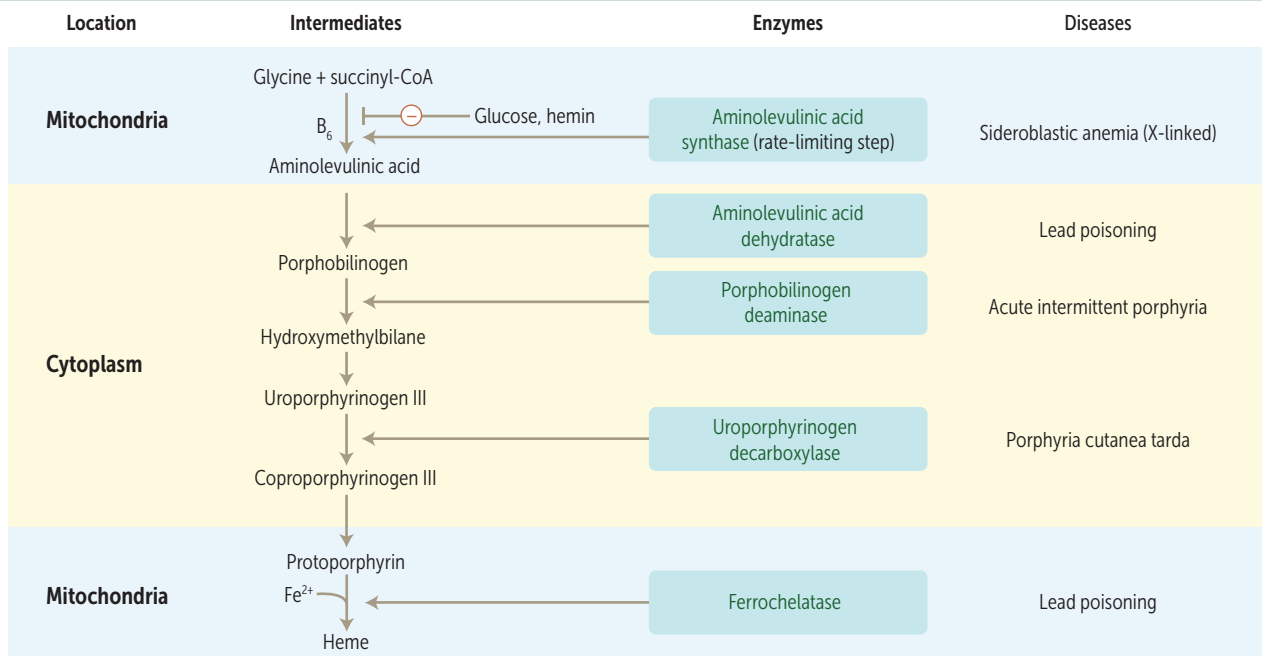 Location Intermediates Enzymes Diseases
Glycine + succinyl-CoA
Mitochondria
B₆
− Glucose, hemin
Aminolevulinic acid
synthase (rate-limiting step)
Sideroblastic anemia (X-linked)
Aminolevulinic acid
Aminolevulinic acid
dehydratase
Lead poisoning
Porphobilinogen
Porphobilinogen
deaminase
Acute intermittent porphyria
Hydroxymethylbilane
Cytoplasm
Uroporphyrinogen III
Uroporphyrinogen
decarboxylase
Porphyria cutanea tarda
Coproporphyrinogen III
Protoporphyrin
Mitochondria
Fe²⁺
Ferrochelatase
Lead poisoning
Heme